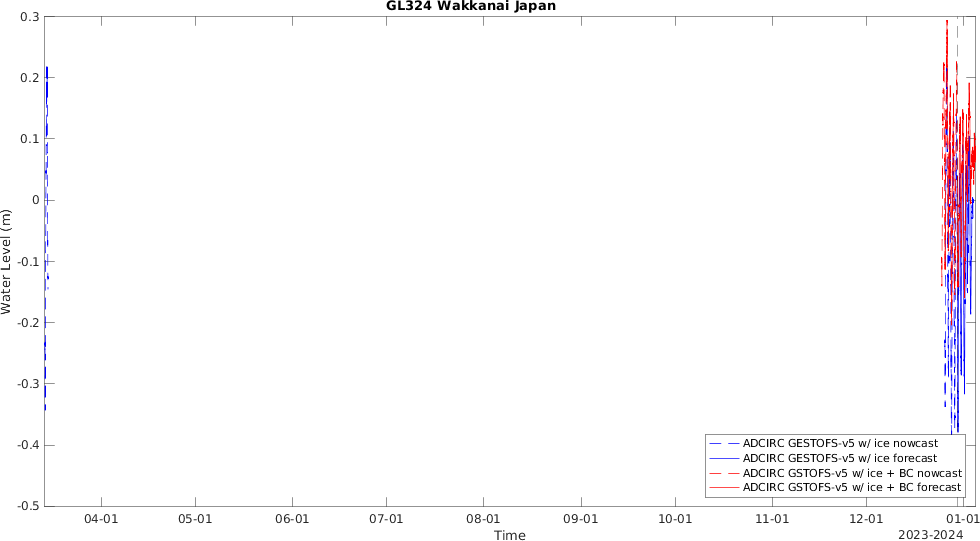 GL324 Wakkanai Japan
0.3
0.2
0.1
0
-0.1
-0.2
-0.3
-0.4
-0.5
Water Level (m)
ADCIRC GESTOFS-v5 w/ ice nowcast
ADCIRC GESTOFS-v5 w/ ice forecast
ADCIRC GSTOFS-v5 w/ ice + BC nowcast
ADCIRC GSTOFS-v5 w/ ice + BC forecast
04-01 05-01 06-01 07-01 08-01 09-01 10-01 11-01 12-01 01-01
Time
2023-2024